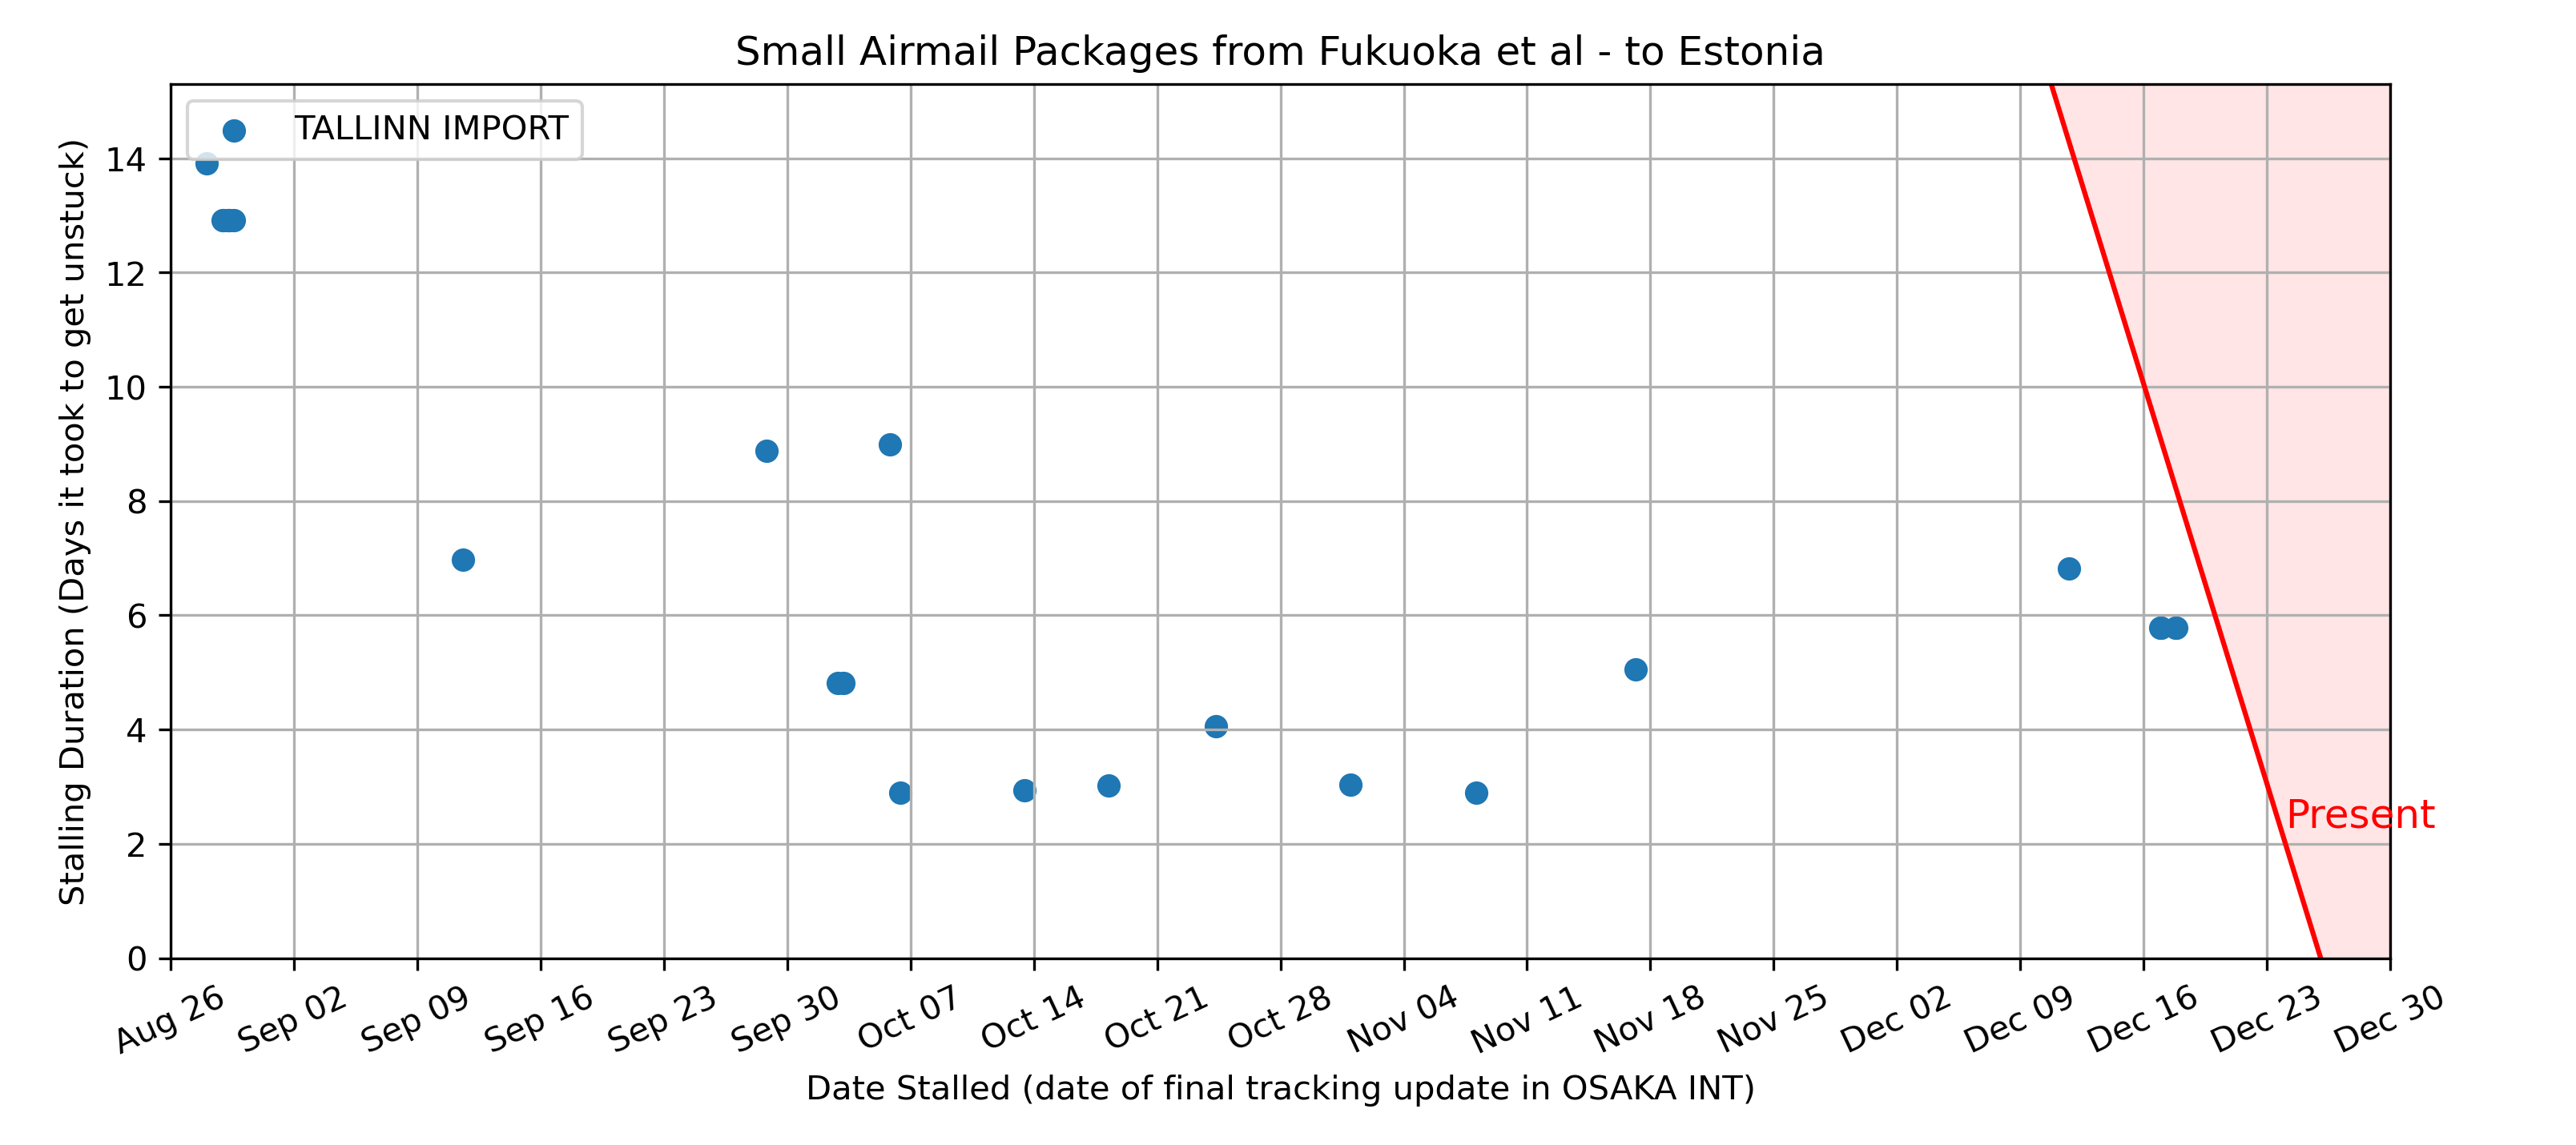 Small Airmail Packages from Fukuoka et al - to Estonia
TALLINN IMPORT
Stalling Duration (Days it took to get unstuck)
14
12
10
8
6
4
2
0
Present
Aug 26
Sep 02
Sep 09
Sep 16
Sep 23
Sep 30
Oct 07
Oct 14
Oct 21
Oct 28
Nov 04
Nov 11
Nov 18
Nov 25
Dec 02
Dec 09
Dec 16
Dec 23
Dec 30
Date Stalled (date of final tracking update in OSAKA INT)